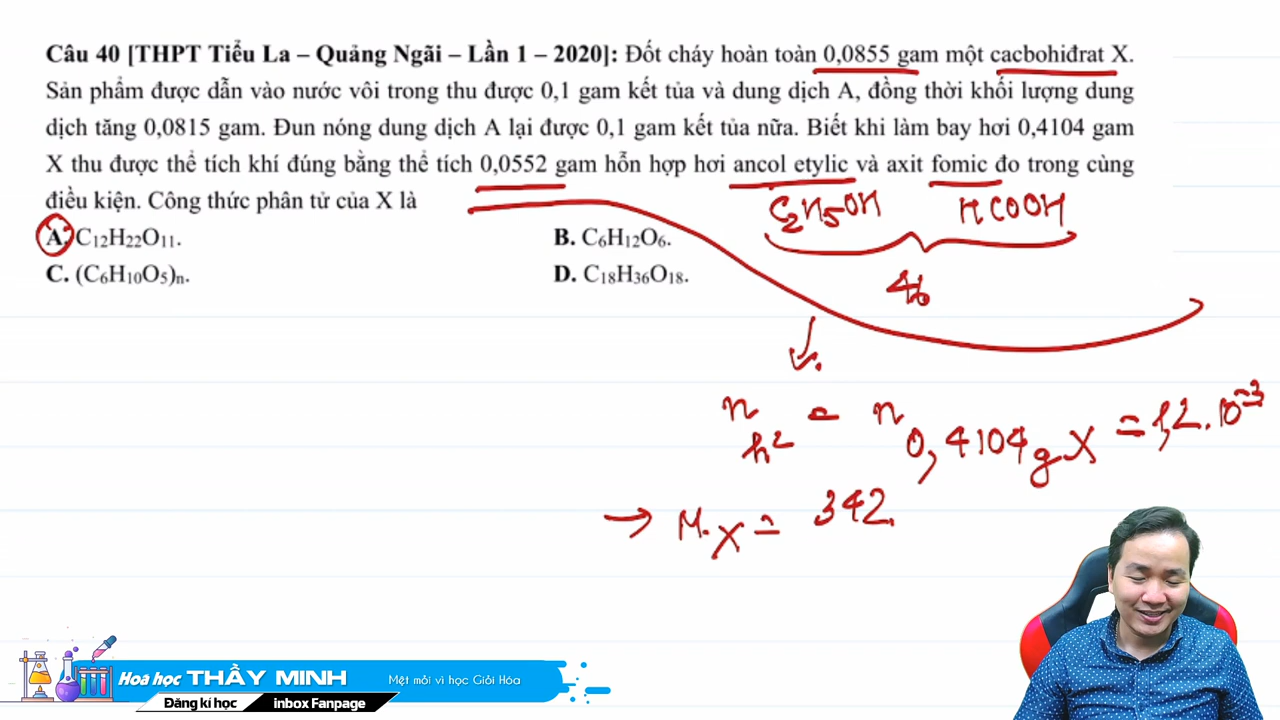 Câu 40 [THPT Tiểu La – Quảng Ngãi – Lần 1 – 2020]: Đốt cháy hoàn toàn 0,0855 gam một cacbohiđrat X.
Sản phẩm được dẫn vào nước vôi trong thu được 0,1 gam kết tủa và dung dịch A, đồng thời khối lượng dung
dịch tăng 0,0815 gam. Đun nóng dung dịch A lại được 0,1 gam kết tủa nữa. Biết khi làm bay hơi 0,4104 gam
X thu được thể tích khí đúng bằng thể tích 0,0552 gam hỗn hợp hơi ancol etylic và axit fomic đo trong cùng
điều kiện. Công thức phân tử của X là
C2H5OH HCOOH
A. C12H22O11. B. C6H12O6.
C. (C6H10O5)n. D. C18H36O18.
46
n h² = n 0,4104g X = 1,2.10⁻³
→ M.X = 342.
Hoá học THẦY MINH
Mệt mỏi vì học Giỏi Hóa
Đăng kí học inbox Fanpage